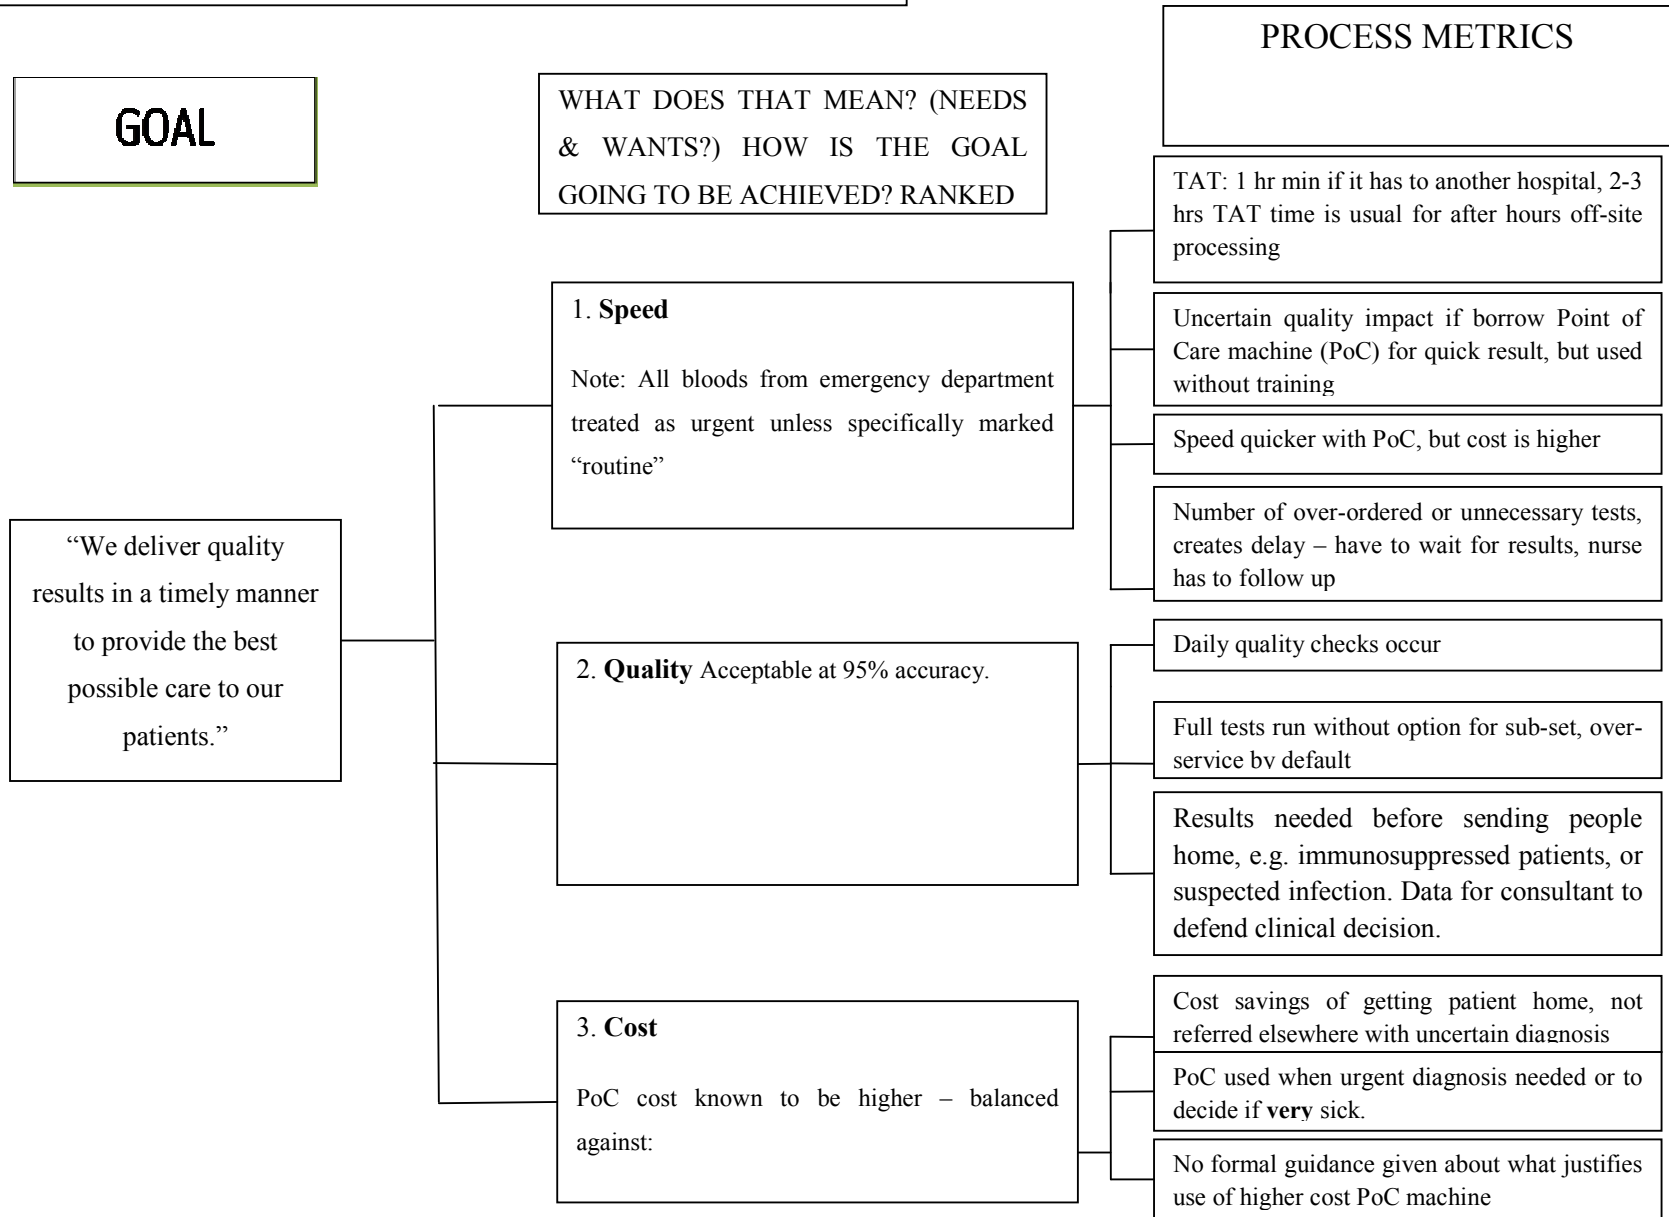 PROCESS METRICS
GOAL
WHAT DOES THAT MEAN? (NEEDS
& WANTS?) HOW IS THE GOAL
GOING TO BE ACHIEVED? RANKED
"We deliver quality
results in a timely manner
to provide the best
possible care to our
patients."
1. Speed
Note: All bloods from emergency department
treated as urgent unless specifically marked
"routine"
TAT: 1 hr min if it has to another hospital, 2-3
hrs TAT time is usual for after hours off-site
processing
Uncertain quality impact if borrow Point of
Care machine (PoC) for quick result, but used
without training
Speed quicker with PoC, but cost is higher
Number of over-ordered or unnecessary tests,
creates delay – have to wait for results, nurse
has to follow up
2. Quality Acceptable at 95% accuracy.
Daily quality checks occur
Full tests run without option for sub-set, over-
service by default
Results needed before sending people
home, e.g. immunosuppressed patients, or
suspected infection. Data for consultant to
defend clinical decision.
3. Cost
PoC cost known to be higher – balanced
against:
Cost savings of getting patient home, not
referred elsewhere with uncertain diagnosis
PoC used when urgent diagnosis needed or to
decide if very sick.
No formal guidance given about what justifies
use of higher cost PoC machine